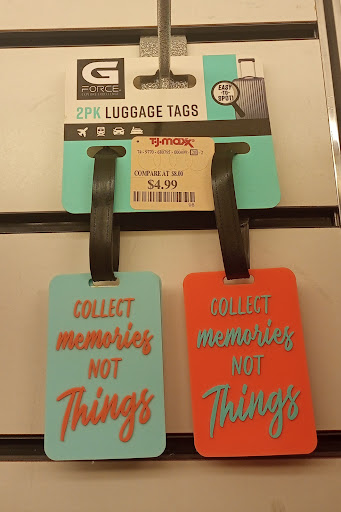 G
FORCE
EASY
-TO-
SPOT!
2PK LUGGAGE TAGS
T.J.maxx
COMPARE AT $8.00
$4.99
COLLECT
memories
NOT
Things
COLLECT
memories
NOT
Things